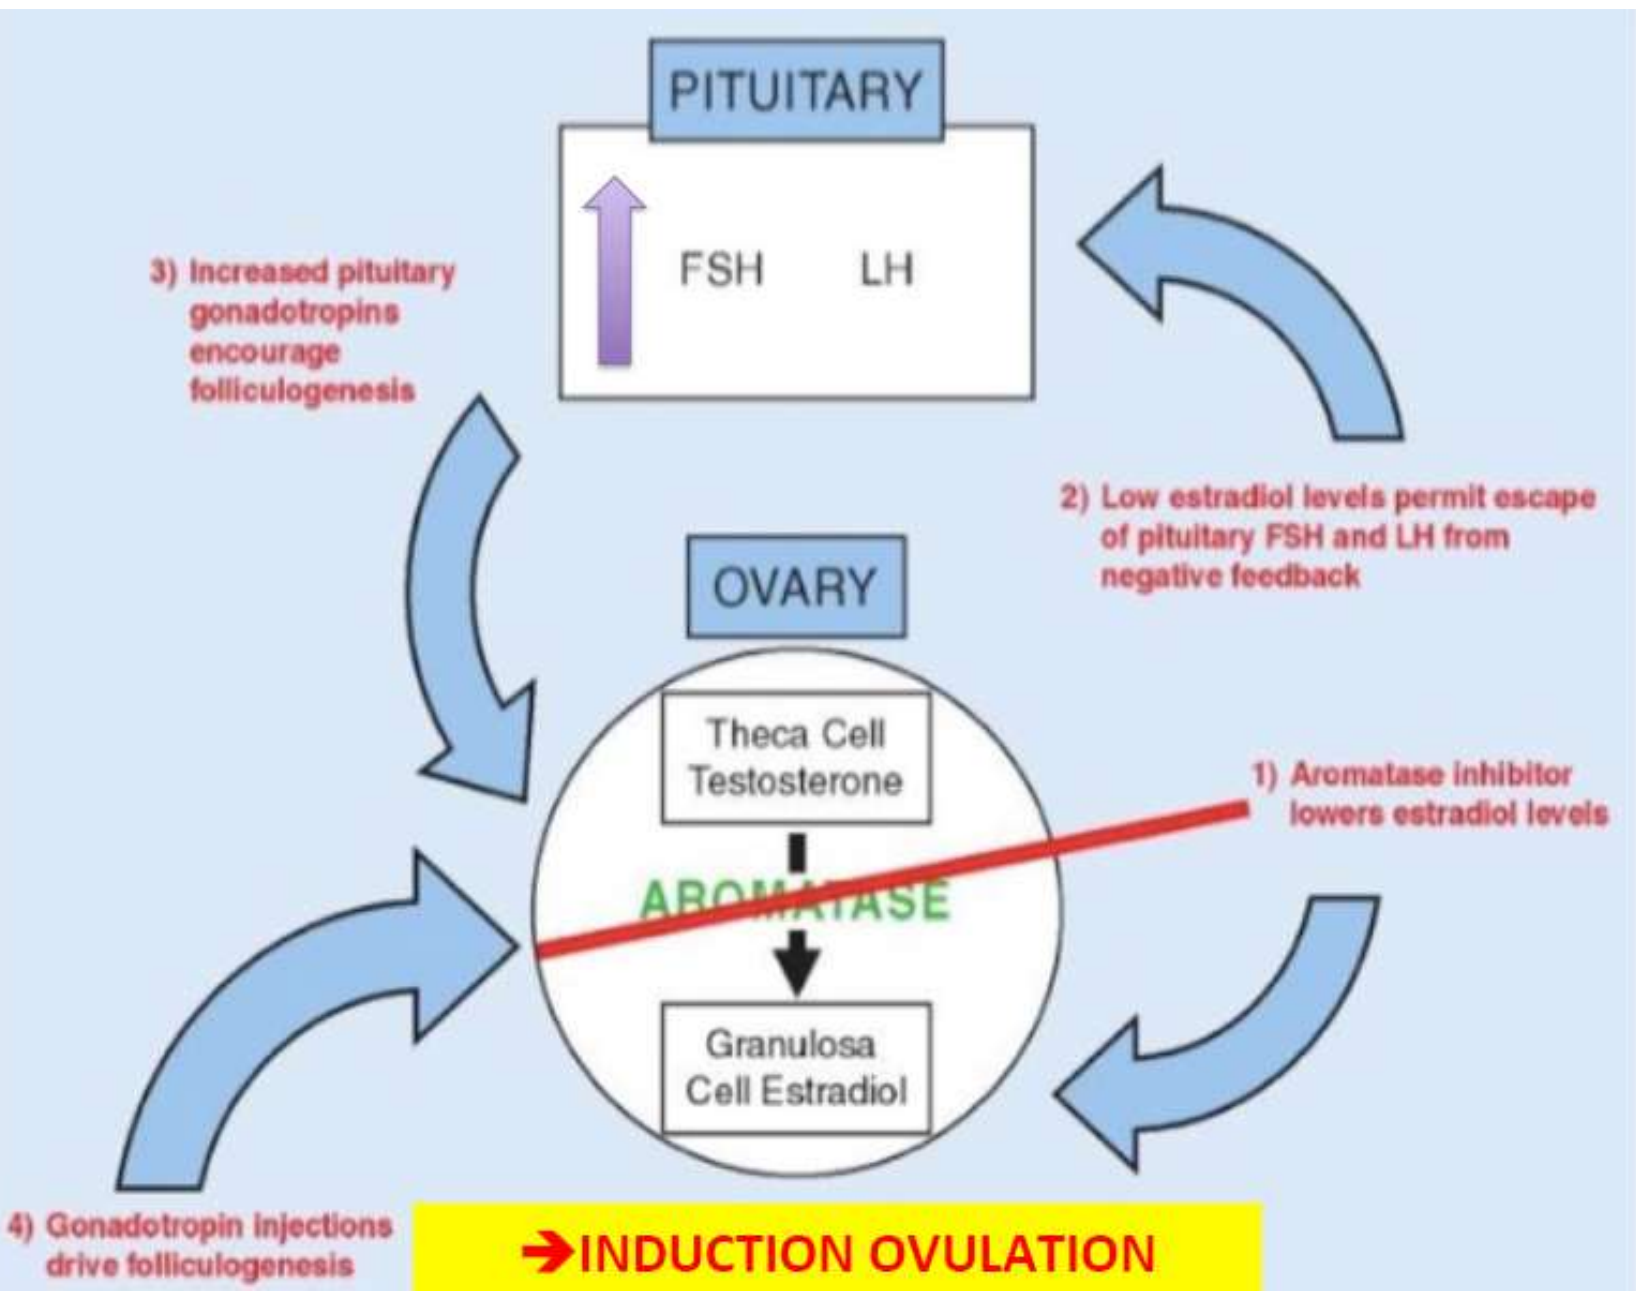 PITUITARY
FSH LH
3) Increased pituitary
gonadotropins
encourage
folliculogenesis
2) Low estradiol levels permit escape
of pituitary FSH and LH from
negative feedback
OVARY
Theca Cell
Testosterone
1) Aromatase inhibitor
lowers estradiol levels
AROMATASE
Granulosa
Cell Estradiol
4) Gonadotropin injections
drive folliculogenesis
➔INDUCTION OVULATION